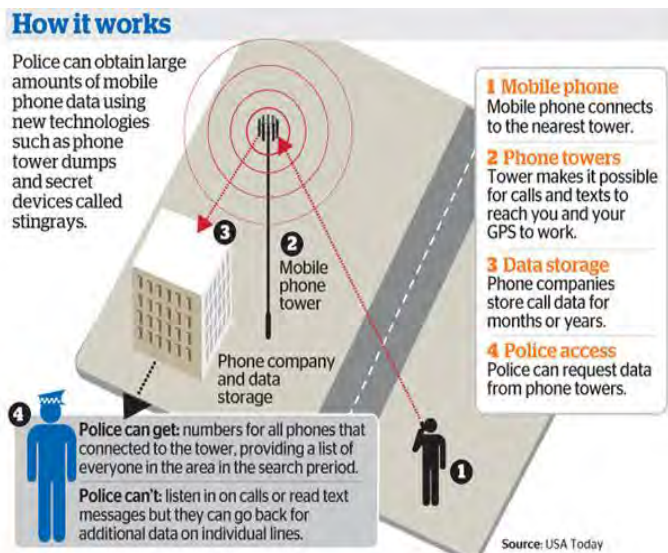 How it works
Police can obtain large
amounts of mobile
phone data using
new technologies
such as phone
tower dumps
and secret
devices called
stingrays.
1 Mobile phone
Mobile phone connects
to the nearest tower.
2 Phone towers
Tower makes it possible
for calls and texts to
reach you and your
GPS to work.
3 Data storage
Phone companies
store call data for
months or years.
4 Police access
Police can request data
from phone towers.
3
2
Mobile
phone
tower
Phone company
and data
storage
4
Police can get: numbers for all phones that
connected to the tower, providing a list of
everyone in the area in the search preriod.
Police can't: listen in on calls or read text
messages but they can go back for
additional data on individual lines.
1
Source: USA Today